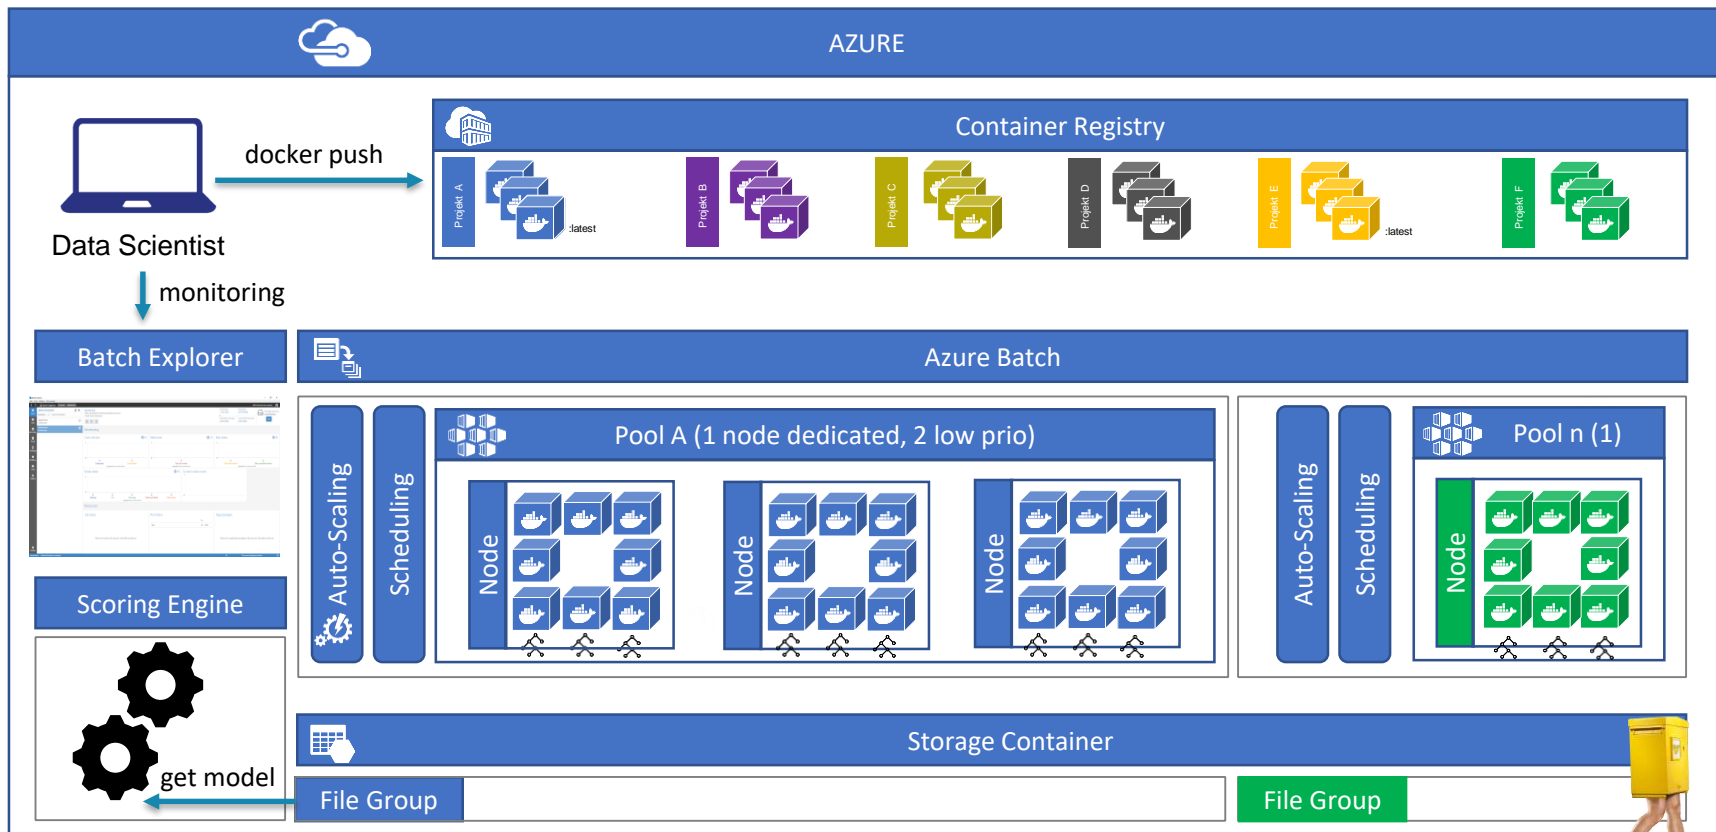 AZURE
Container Registry
docker push
Projekt A
:latest
Projekt B
Projekt C
Projekt D
Projekt E
:latest
Projekt F
Data Scientist
monitoring
Batch Explorer
Azure Batch
Auto-Scaling
Scheduling
Pool A (1 node dedicated, 2 low prio)
Node
Node
Node
Auto-Scaling
Scheduling
Pool n (1)
Node
Scoring Engine
Storage Container
get model
File Group
File Group